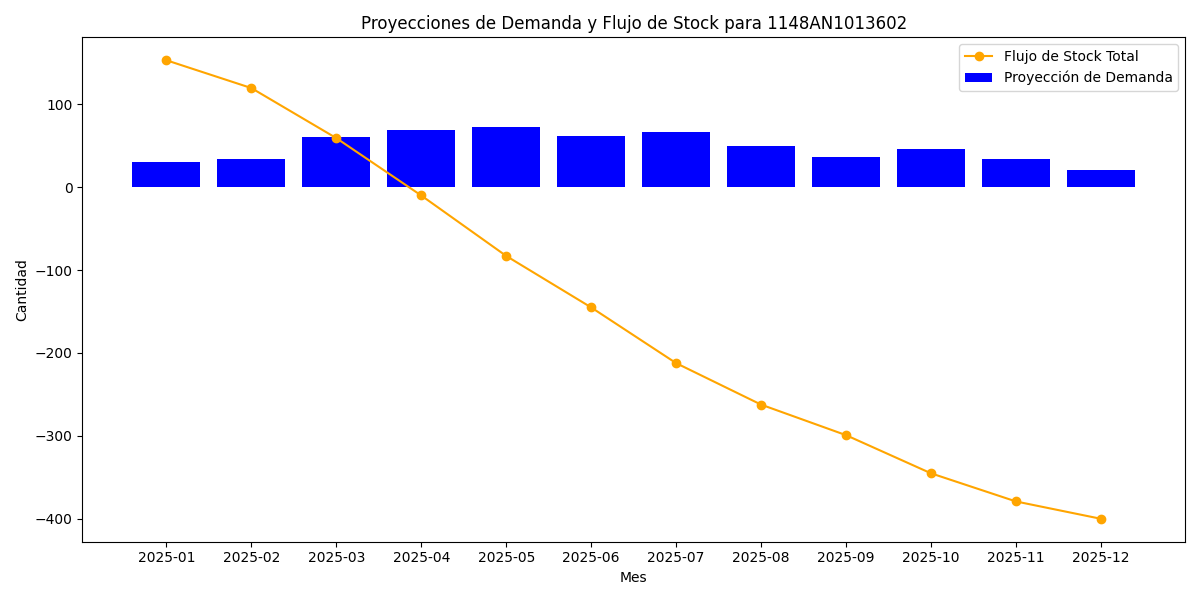 Proyecciones de Demanda y Flujo de Stock para 1148AN1013602
Flujo de Stock Total
Proyección de Demanda
Cantidad
100
0
−100
−200
−300
−400
2025-01 2025-02 2025-03 2025-04 2025-05 2025-06 2025-07 2025-08 2025-09 2025-10 2025-11 2025-12
Mes